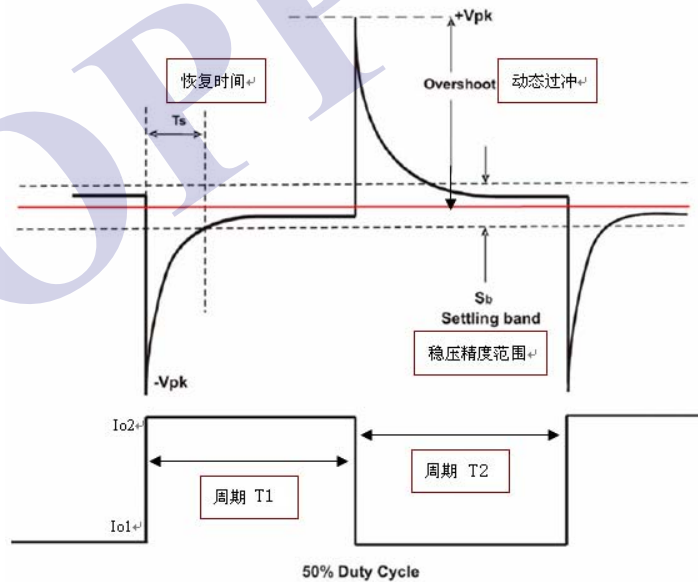 +Vpk
恢复时间
Overshoot
动态过冲
Ts
Sb
Settling band
稳压精度范围
-Vpk
Io2
周期 T1
周期 T2
Io1
50% Duty Cycle